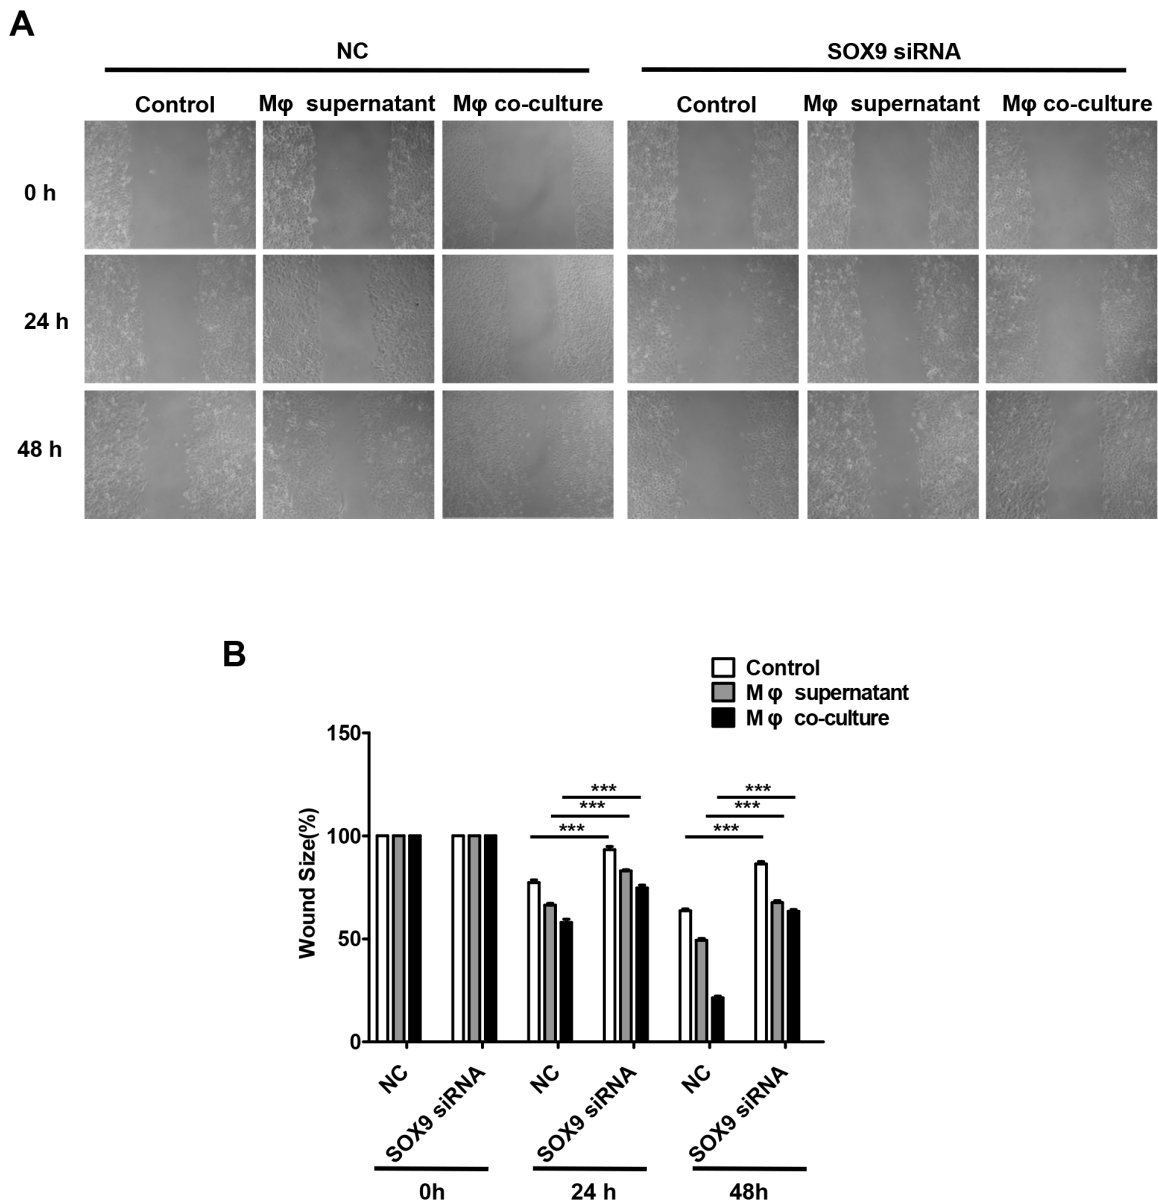 A
NC SOX9 siRNA
Control Mφ supernatant Mφ co-culture Control Mφ supernatant Mφ co-culture
0 h
24 h
48 h
B
Control
Mφ supernatant
Mφ co-culture
150
100
50
0
Wound Size(%)
*** ***
*** ***
*** ***
NC SOX9 siRNA NC SOX9 siRNA NC SOX9 siRNA
0h 24 h 48h